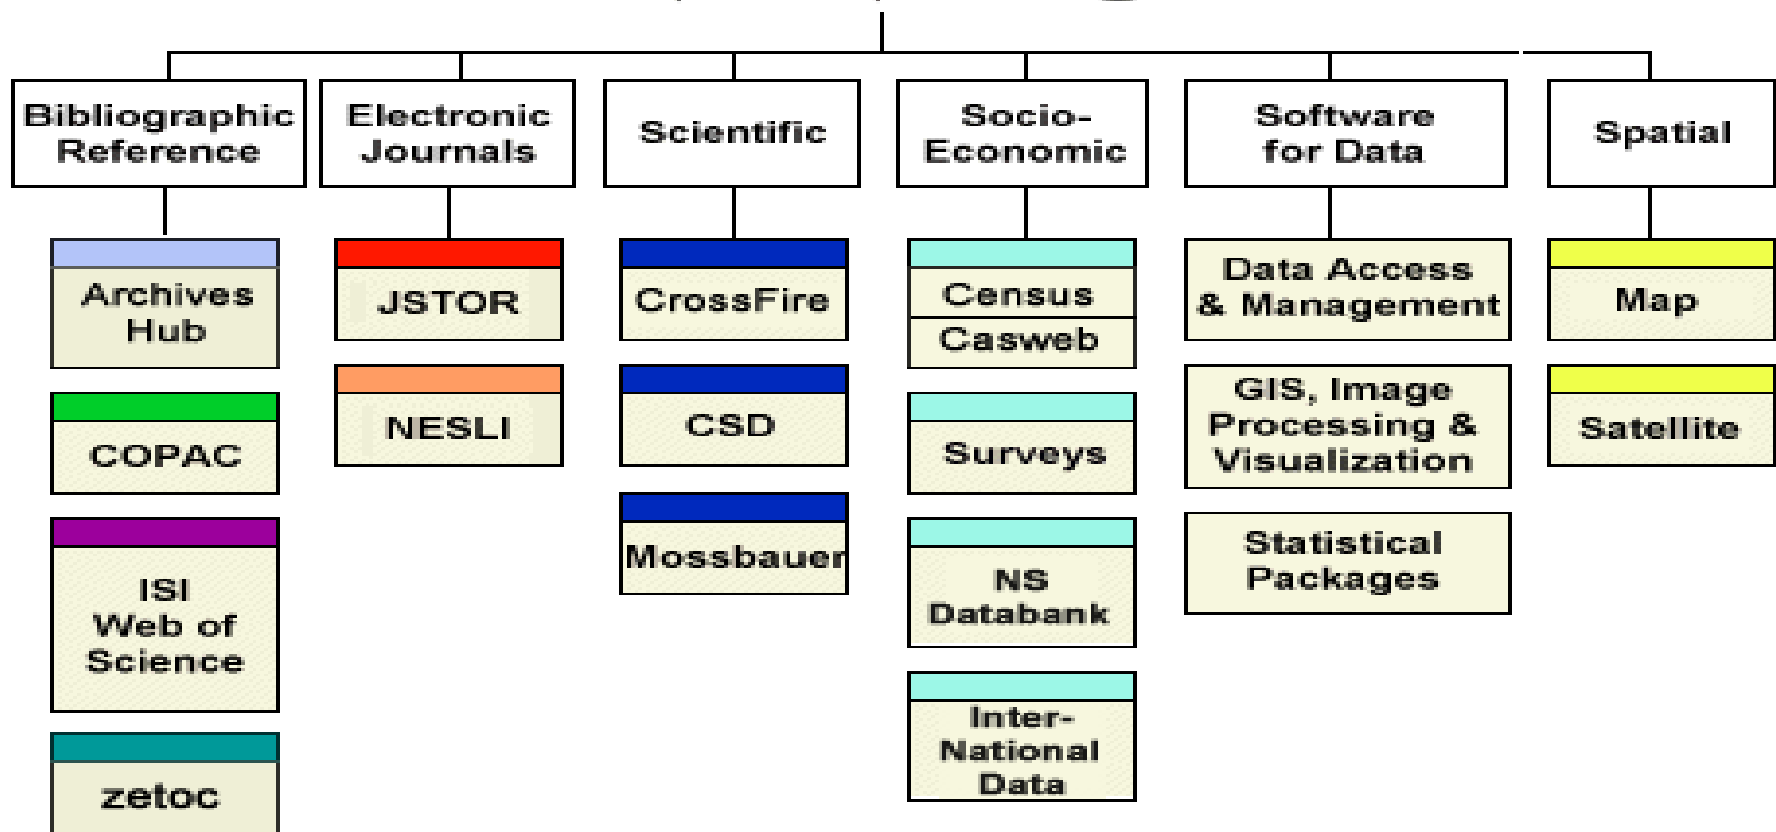 Bibliographic
Reference
Electronic
Journals
Scientific
Socio-
Economic
Software
for Data
Spatial
Archives
Hub
COPAC
ISI
Web of
Science
zetoc
JSTOR
NESLI
CrossFire
CSD
Mossbauer
Census
Casweb
Surveys
NS
Databank
Inter-
National
Data
Data Access
& Management
GIS, Image
Processing &
Visualization
Statistical
Packages
Map
Satellite